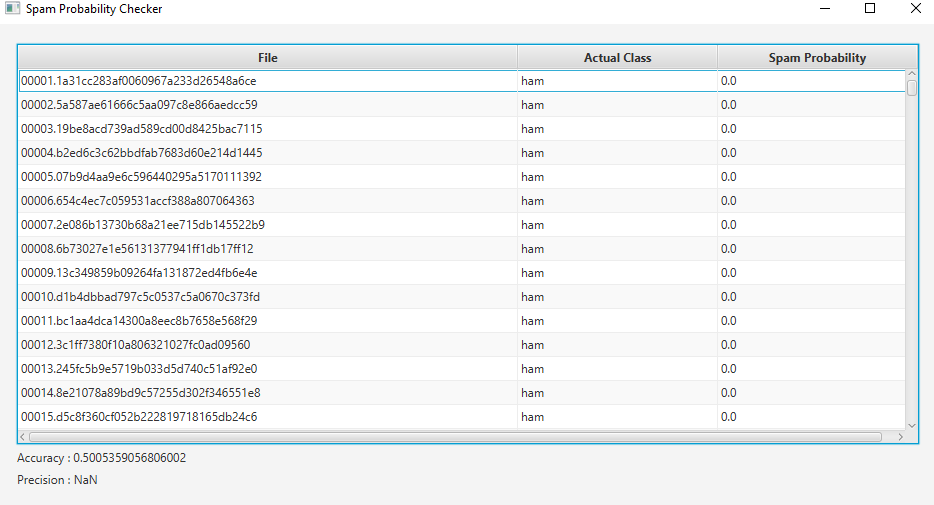 Spam Probability Checker
File Actual Class Spam Probability
00001.1a31cc283af0060967a233d26548a6ce ham 0.0
00002.5a587ae61666c5aa097c8e866aedcc59 ham 0.0
00003.19be8acd739ad589cd00d8425bac7115 ham 0.0
00004.b2ed6c3c62bbdfab7683d60e214d1445 ham 0.0
00005.07b9d4aa9e6c596440295a5170111392 ham 0.0
00006.654c4ec7c059531accf388a807064363 ham 0.0
00007.2e086b13730b68a21ee715db145522b9 ham 0.0
00008.6b73027e1e56131377941ff1db17ff12 ham 0.0
00009.13c349859b09264fa131872ed4fb6e4e ham 0.0
00010.d1b4dbbad797c5c0537c5a0670c373fd ham 0.0
00011.bc1aa4dca14300a8eec8b7658e568f29 ham 0.0
00012.3c1ff7380f10a806321027fc0ad09560 ham 0.0
00013.245fc5b9e5719b033d5d740c51af92e0 ham 0.0
00014.8e21078a89bd9c57255d302f346551e8 ham 0.0
00015.d5c8f360cf052b222819718165db24c6 ham 0.0
Accuracy : 0.5005359056806002
Precision : NaN